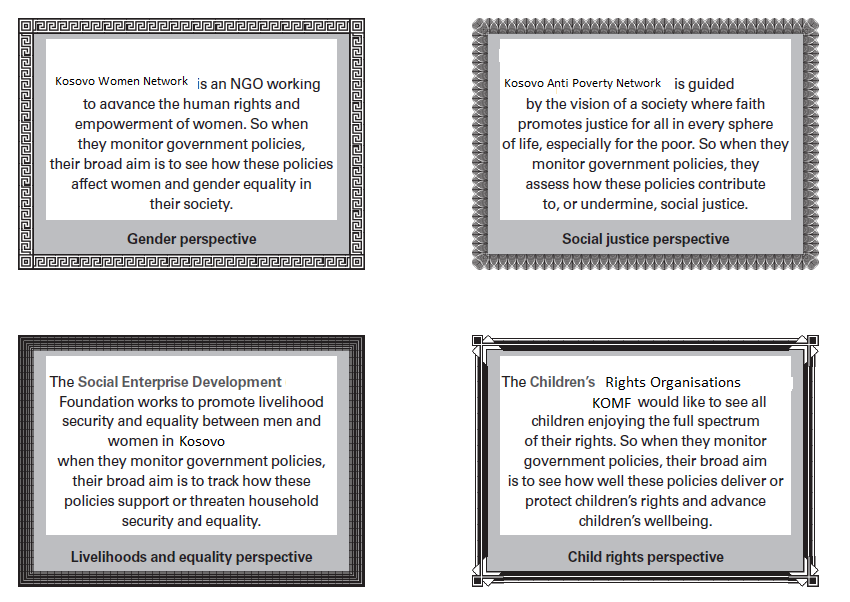 Kosovo Women Network is an NGO working
to advance the human rights and
empowerment of women. So when
they monitor government policies,
their broad aim is to see how these policies
affect women and gender equality in
their society.
Gender perspective
Kosovo Anti Poverty Network is guided
by the vision of a society where faith
promotes justice for all in every sphere
of life, especially for the poor. So when they
monitor government policies, they
assess how these policies contribute
to, or undermine, social justice.
Social justice perspective
The Social Enterprise Development
Foundation works to promote livelihood
security and equality between men and
women in Kosovo
when they monitor government policies,
their broad aim is to track how these
policies support or threaten household
security and equality.
Livelihoods and equality perspective
The Children's Rights Organisations
KOMF would like to see all
children enjoying the full spectrum
of their rights. So when they monitor
government policies, their broad aim
is to see how well these policies deliver or
protect children's rights and advance
children's wellbeing.
Child rights perspective